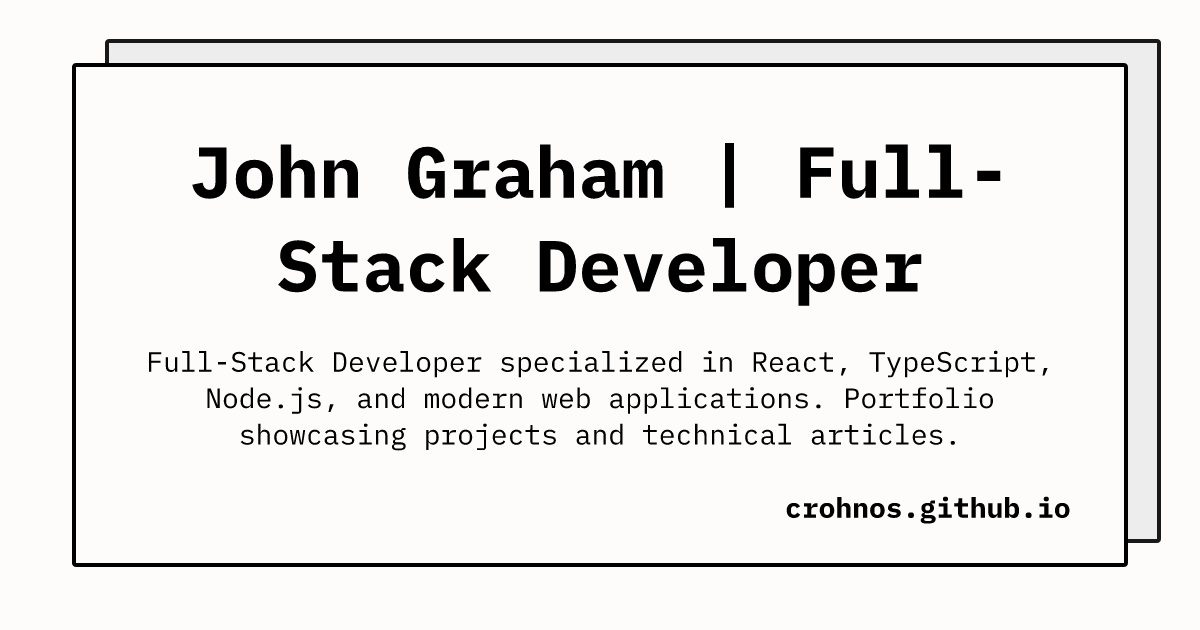 John Graham | Full-
Stack Developer
Full-Stack Developer specialized in React, TypeScript,
Node.js, and modern web applications. Portfolio
showcasing projects and technical articles.
crohnos.github.io